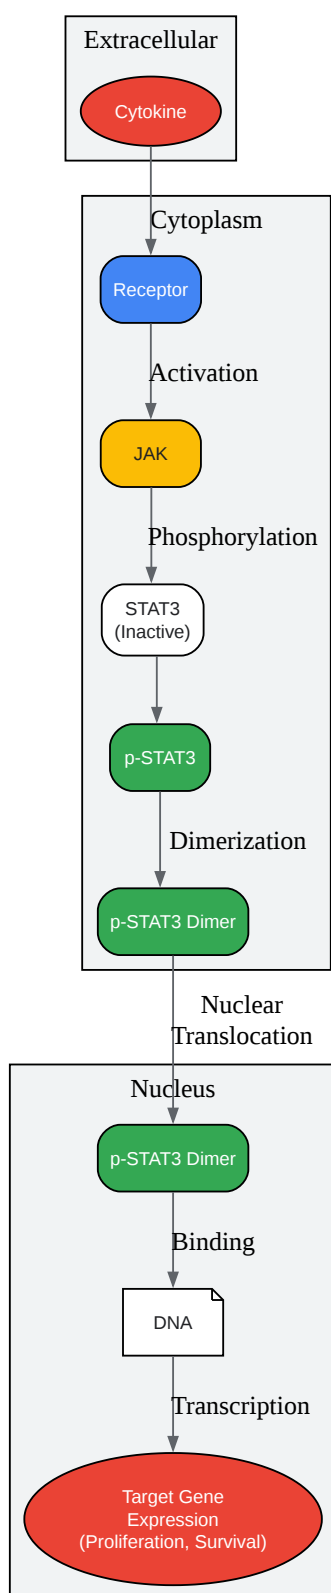 Extracellular
Cytokine
Cytoplasm
Receptor
Activation
JAK
Phosphorylation
STAT3
(Inactive)
p-STAT3
Dimerization
p-STAT3 Dimer
Nuclear
Translocation
Nucleus
p-STAT3 Dimer
Binding
DNA
Transcription
Target Gene
Expression
(Proliferation, Survival)